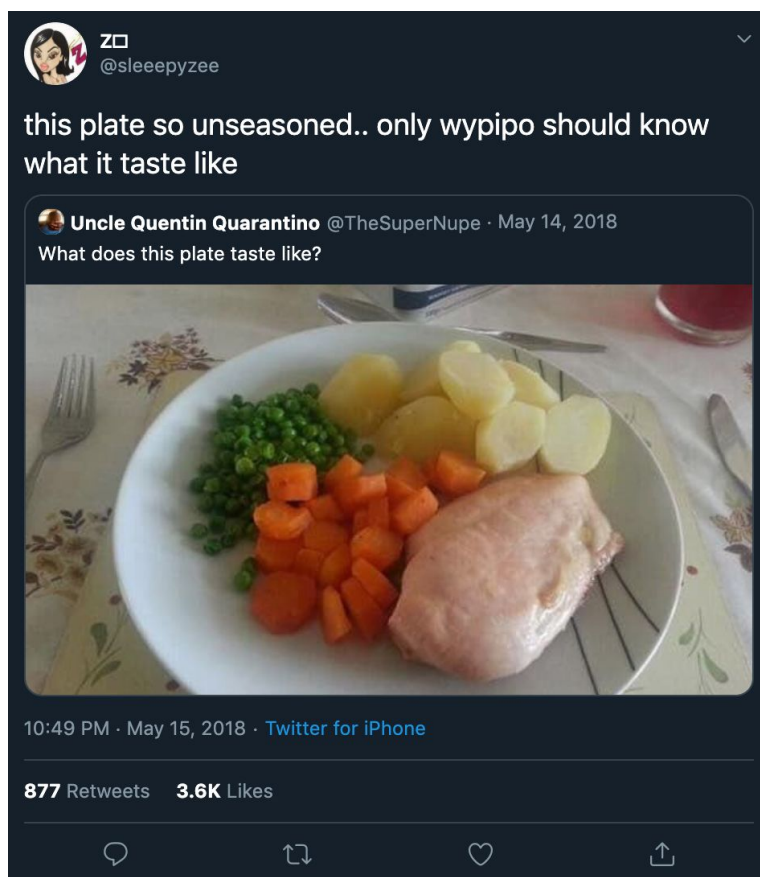 Z□
@sleeepyzee
this plate so unseasoned.. only wypipo should know
what it taste like
Uncle Quentin Quarantino @TheSuperNupe · May 14, 2018
What does this plate taste like?
10:49 PM · May 15, 2018 · Twitter for iPhone
877 Retweets 3.6K Likes